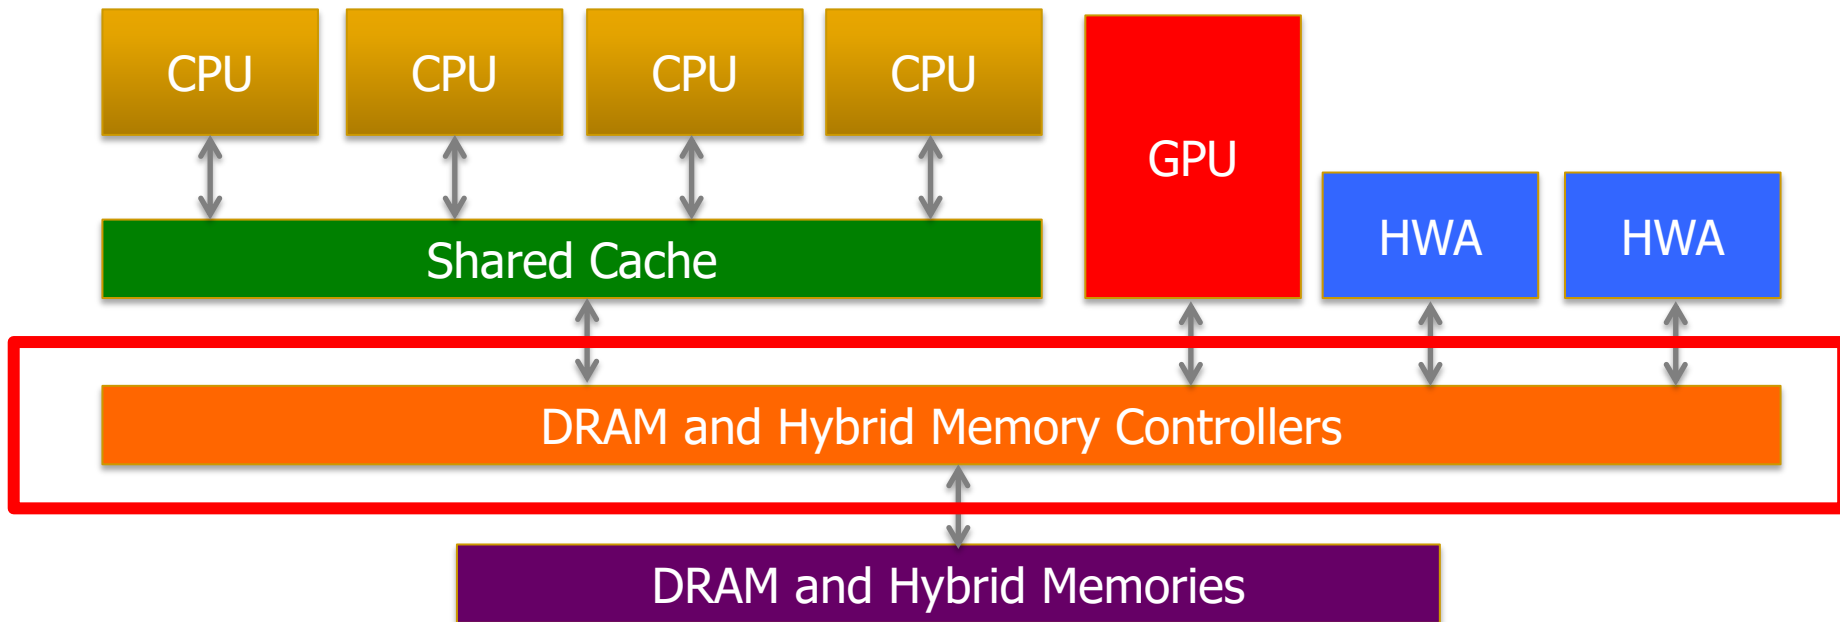 CPU
CPU
CPU
CPU
GPU
HWA
HWA
Shared Cache
DRAM and Hybrid Memory Controllers
DRAM and Hybrid Memories